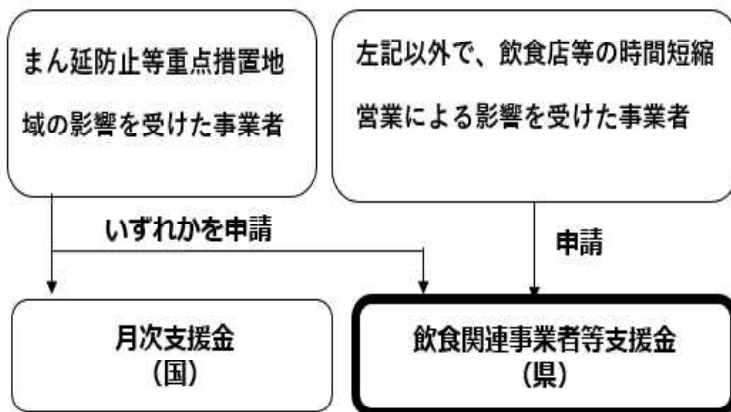 まん延防止等重点措置地
域の影響を受けた事業者
左記以外で、飲食店等の時間短縮
営業による影響を受けた事業者
いずれかを申請
申請
月次支援金
（国）
飲食関連事業者等支援金
（県）